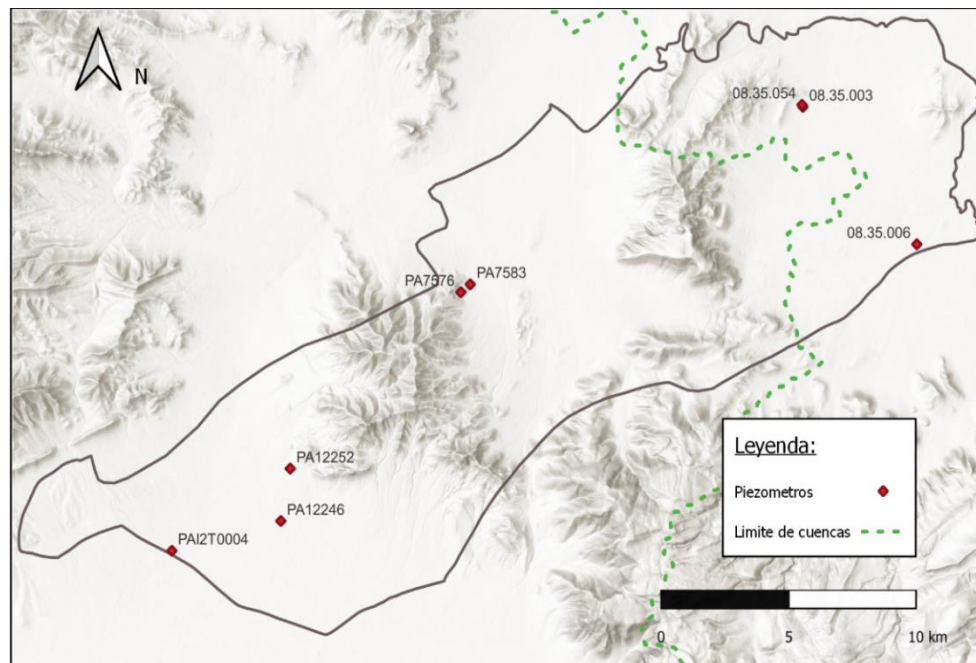 N
08.35.054 08.35.003
08.35.006
PA7583
PA7576
PA12252
PA12246
PAI2T0004
Leyenda:
Piezometros
Limite de cuencas
0 5 10 km